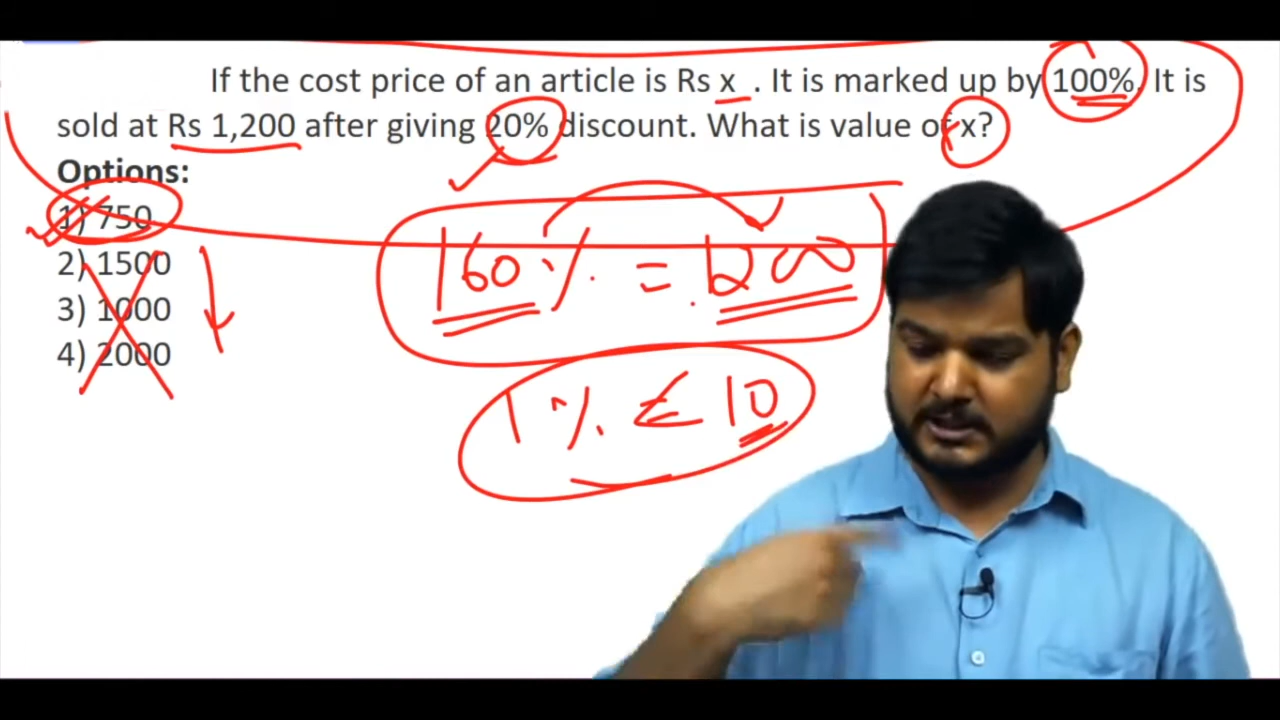 If the cost price of an article is Rs x . It is marked up by 100%. It is
sold at Rs 1,200 after giving 20% discount. What is value of x?
Options:
1) 750
2) 1500
3) 1000
4) 2000
160 % = 1200
1 % < 10